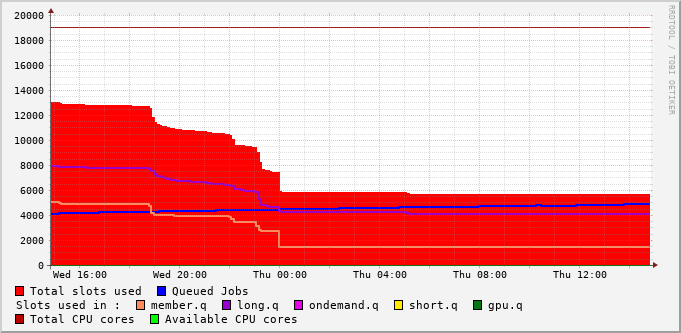 20000
18000
16000
14000
12000
10000
8000
6000
4000
2000
0
Wed 16:00 Wed 20:00 Thu 00:00 Thu 04:00 Thu 08:00 Thu 12:00
Total slots used Queued Jobs
Slots used in : member.q long.q ondemand.q short.q gpu.q
Total CPU cores Available CPU cores
RRDTOOL / TOBI OETIKER